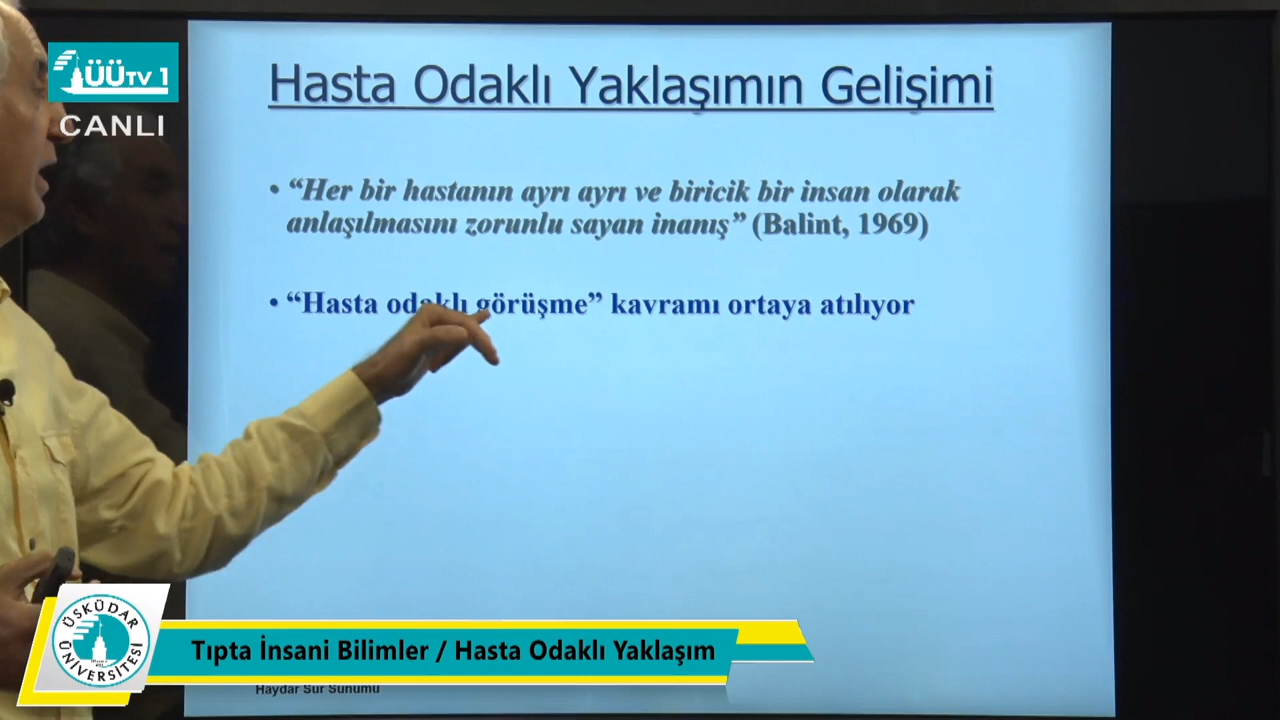 ÜÜTV 1
CANLI
Hasta Odaklı Yaklaşımın Gelişimi
• “Her bir hastanın ayrı ayrı ve biricik bir insan olarak
anlaşılmasını zorunlu sayan inanış” (Balint, 1969)
• “Hasta odaklı görüşme” kavramı ortaya atılıyor
ÜSKÜDAR ÜNİVERSİTESİ
Tıpta İnsani Bilimler / Hasta Odaklı Yaklaşım
Haydar Sur Sunumu